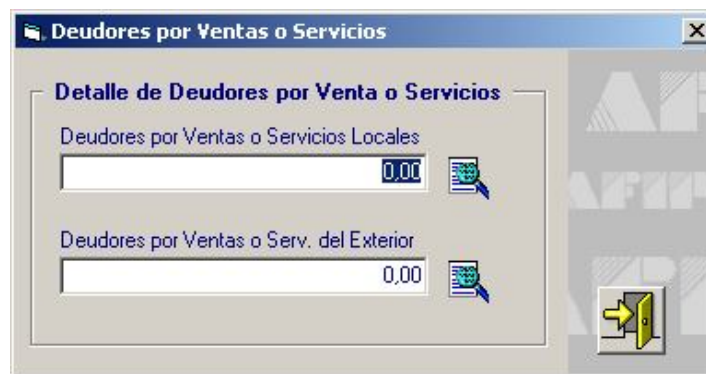 Deudores por Ventas o Servicios
Detalle de Deudores por Venta o Servicios
Deudores por Ventas o Servicios Locales
0,00
Deudores por Ventas o Serv. del Exterior
0,00
AFIP